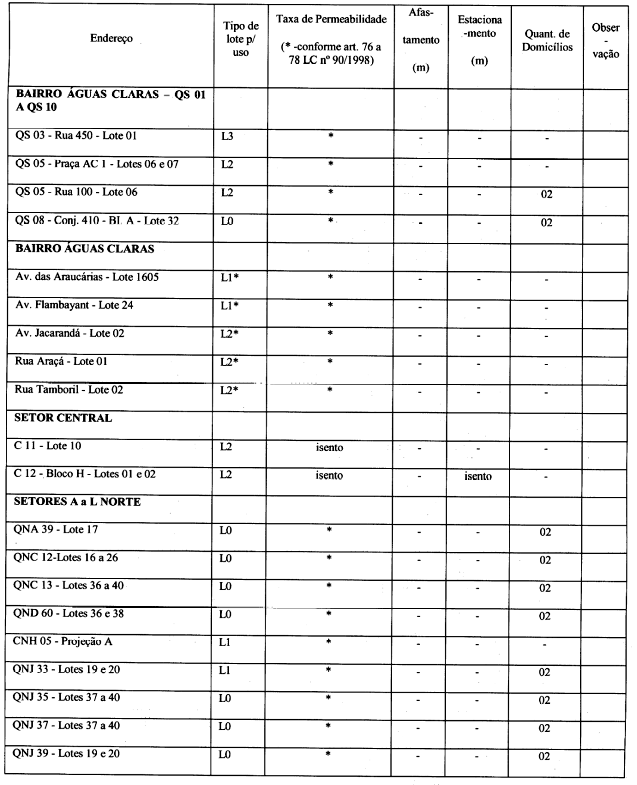 Endereço | Tipo de lote p/ uso | Taxa de Permeabilidade (* -conforme art. 76 a 78 LC nº 90/1998) | Afas-tamento (m) | Estaciona-mento (m) | Quant. de Domicílios | Obser-vação
BAIRRO ÁGUAS CLARAS – QS 01 A QS 10
QS 03 - Rua 450 - Lote 01 | L3 | * | - | - | -
QS 05 - Praça AC 1 - Lotes 06 e 07 | L2 | * | - | - | -
QS 05 - Rua 100 - Lote 06 | L2 | * | - | - | 02
QS 08 - Conj. 410 - BL A - Lote 32 | L0 | * | - | - | 02
BAIRRO ÁGUAS CLARAS
Av. das Araucárias - Lote 1605 | L1* | * | - | - | -
Av. Flambayant - Lote 24 | L1* | * | - | - | -
Av. Jacarandá - Lote 02 | L2* | * | - | - | -
Rua Araçá - Lote 01 | L2* | * | - | - | -
Rua Tamboril - Lote 02 | L2* | * | - | - | -
SETOR CENTRAL
C 11 - Lote 10 | L2 | isento | - | - | -
C 12 - Bloco H - Lotes 01 e 02 | L2 | isento | - | isento | -
SETORES A a L NORTE
QNA 39 - Lote 17 | L0 | * | - | - | 02
QNC 12-Lotes 16 a 26 | L0 | * | - | - | 02
QNC 13 - Lotes 36 a 40 | L0 | * | - | - | 02
QND 60 - Lotes 36 e 38 | L0 | * | - | - | 02
CNH 05 - Projeção A | L1 | * | - | - | -
QNJ 33 - Lotes 19 e 20 | L1 | * | - | - | 02
QNJ 35 - Lotes 37 a 40 | L0 | * | - | - | 02
QNJ 37 - Lotes 37 a 40 | L0 | * | - | - | 02
QNJ 39 - Lotes 19 e 20 | L0 | * | - | - | 02